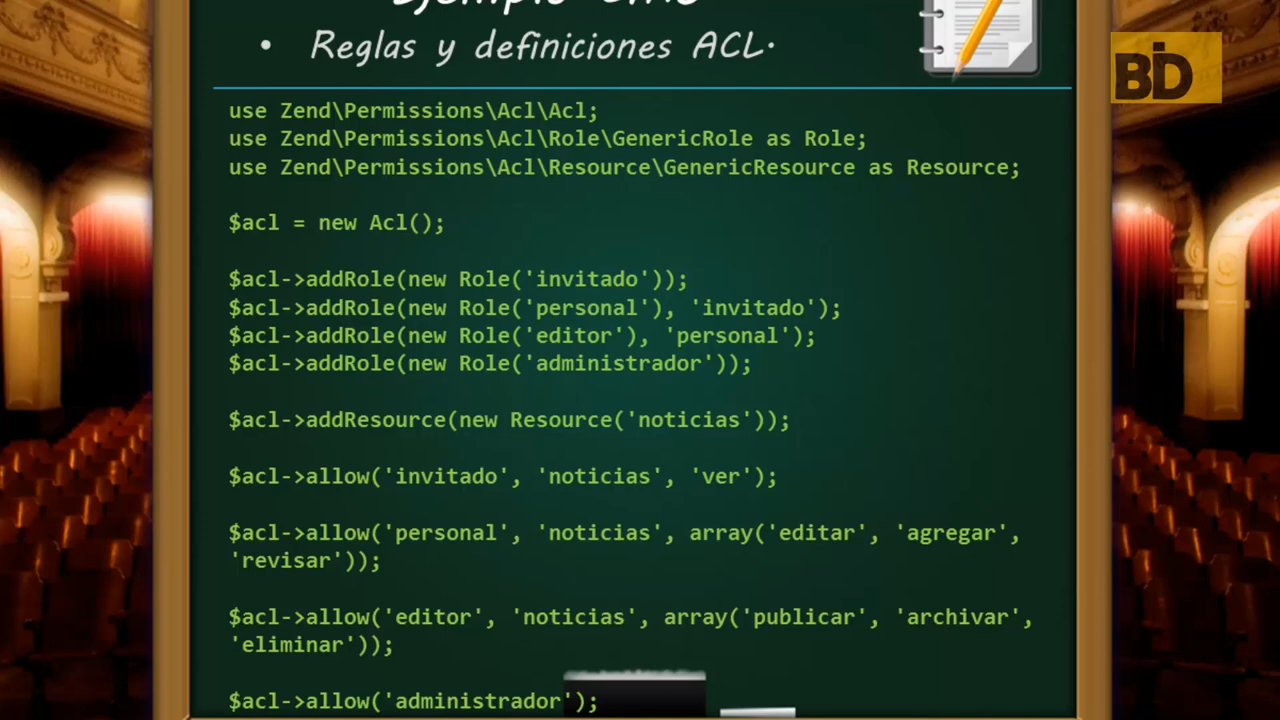 • Reglas y definiciones ACL.
BID
use Zend\Permissions\Acl\Acl;
use Zend\Permissions\Acl\Role\GenericRole as Role;
use Zend\Permissions\Acl\Resource\GenericResource as Resource;
$acl = new Acl();
$acl->addRole(new Role('invitado'));
$acl->addRole(new Role('personal'), 'invitado');
$acl->addRole(new Role('editor'), 'personal');
$acl->addRole(new Role('administrador'));
$acl->addResource(new Resource('noticias'));
$acl->allow('invitado', 'noticias', 'ver');
$acl->allow('personal', 'noticias', array('editar', 'agregar',
'revisar'));
$acl->allow('editor', 'noticias', array('publicar', 'archivar',
'eliminar'));
$acl->allow('administrador');